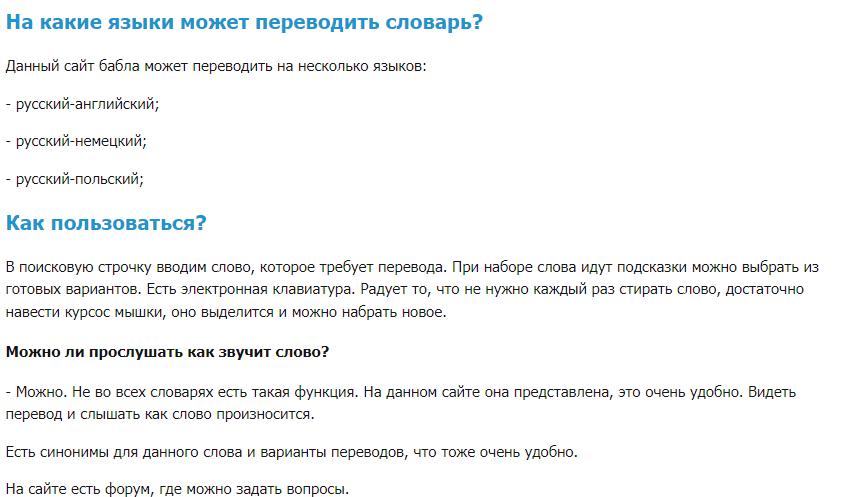 На какие языки может переводить словарь?
Данный сайт бабла может переводить на несколько языков:
- русский-английский;
- русский-немецкий;
- русский-польский;
Как пользоваться?
В поисковую строчку вводим слово, которое требует перевода. При наборе слова идут подсказки можно выбрать из
готовых вариантов. Есть электронная клавиатура. Радует то, что не нужно каждый раз стирать слово, достаточно
навести курсос мышки, оно выделится и можно набрать новое.
Можно ли прослушать как звучит слово?
- Можно. Не во всех словарях есть такая функция. На данном сайте она представлена, это очень удобно. Видеть
перевод и слышать как слово произносится.
Есть синонимы для данного слова и варианты переводов, что тоже очень удобно.
На сайте есть форум, где можно задать вопросы.